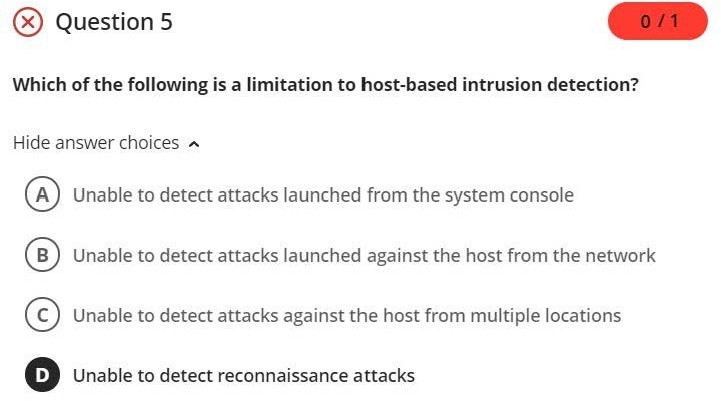 Question 5
0 / 1
Which of the following is a limitation to host-based intrusion detection?
Hide answer choices
A Unable to detect attacks launched from the system console
B Unable to detect attacks launched against the host from the network
C Unable to detect attacks against the host from multiple locations
D Unable to detect reconnaissance attacks